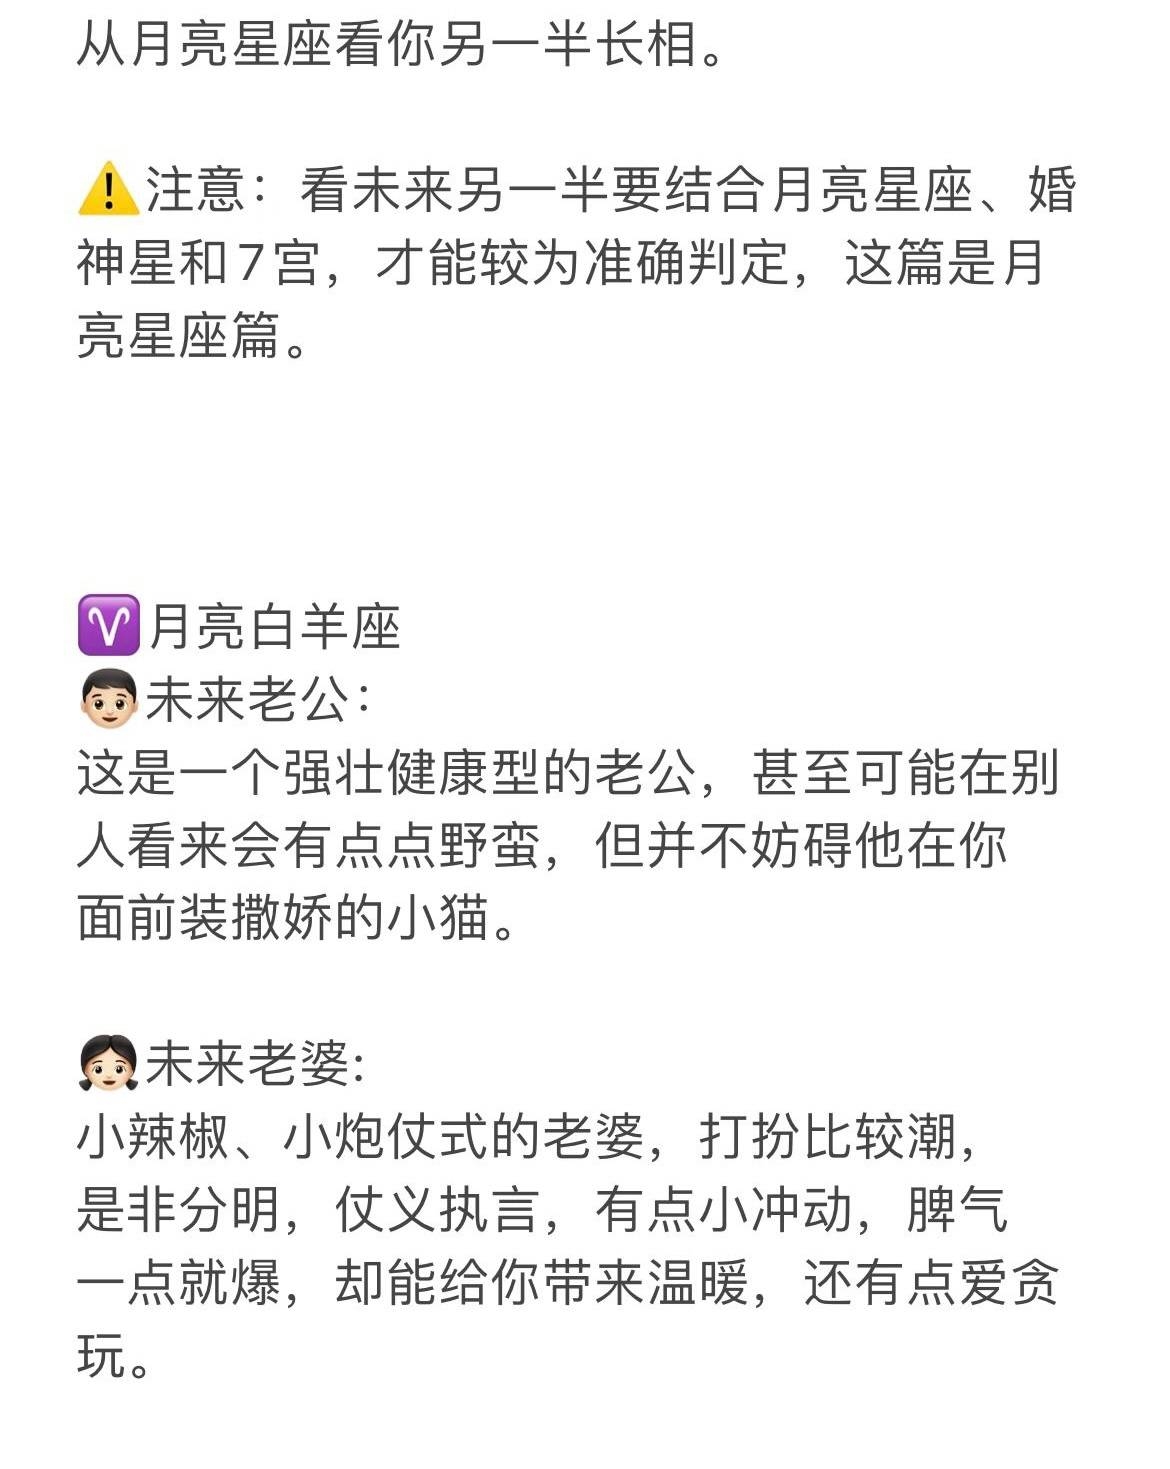 从月亮星座看你另一半长相。
⚠️注意：看未来另一半要结合月亮星座、婚
神星和7宫，才能较为准确判定，这篇是月
亮星座篇。
♈月亮白羊座
👦🏻未来老公：
这是一个强壮健康型的老公，甚至可能在别
人看来会有点点野蛮，但并不妨碍他在你
面前装撒娇的小猫。
👧🏻未来老婆:
小辣椒、小炮仗式的老婆，打扮比较潮，
是非分明，仗义执言，有点小冲动，脾气
一点就爆，却能给你带来温暖，还有点爱贪
玩。